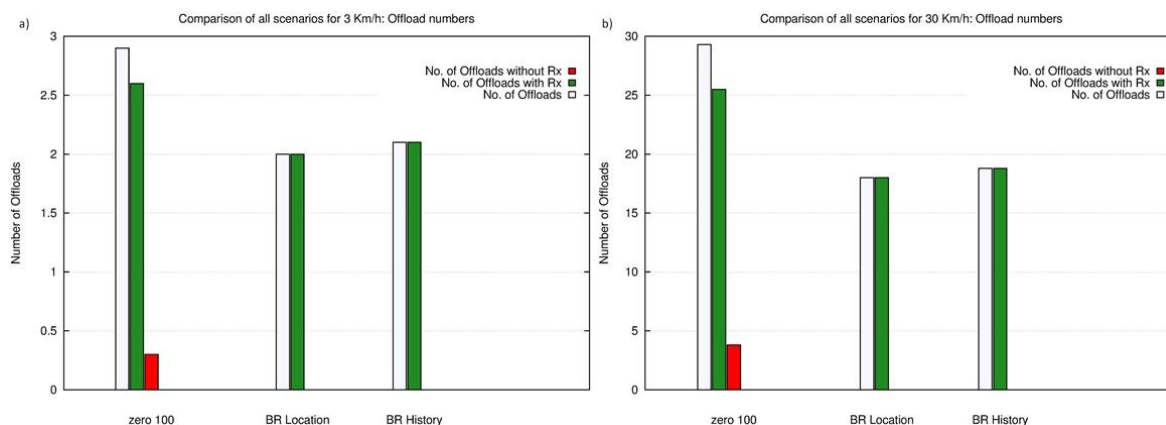 a)
Comparison of all scenarios for 3 Km/h: Offload numbers
3
2.5
2
1.5
1
0.5
0
Number of Offloads
No. of Offloads without Rx
No. of Offloads with Rx
No. of Offloads
zero 100 BR Location BR History
b)
Comparison of all scenarios for 30 Km/h: Offload numbers
30
25
20
15
10
5
0
Number of Offloads
No. of Offloads without Rx
No. of Offloads with Rx
No. of Offloads
zero 100 BR Location BR History